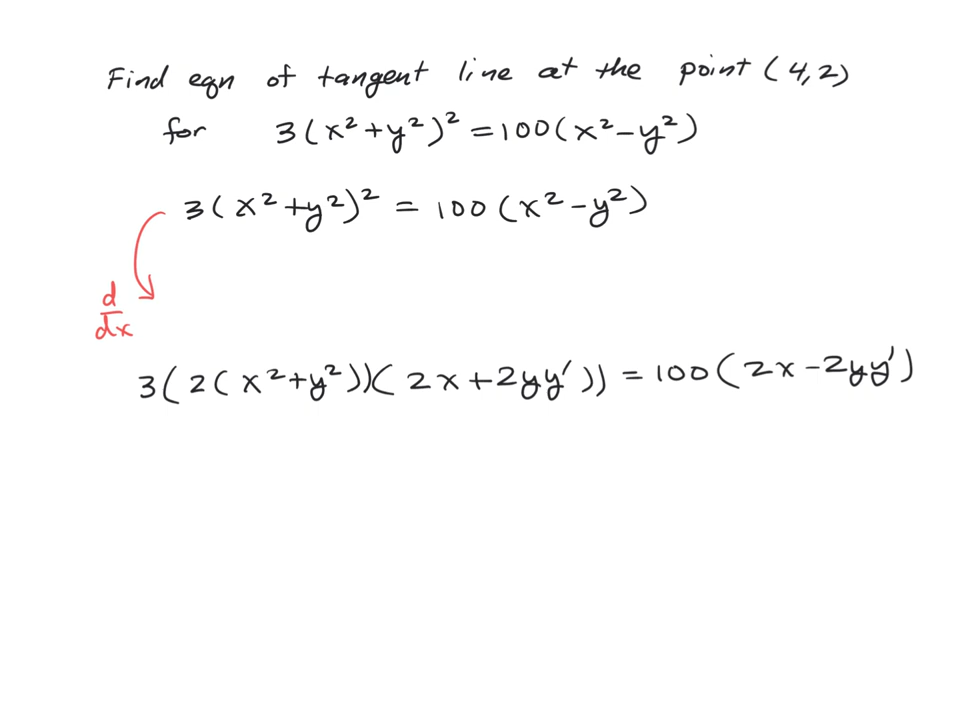 Find eqn of tangent line at the point (4,2)
for 3(x²+y²)² = 100(x²-y²)
3(x²+y²)² = 100(x²-y²)
d/dx
3(2(x²+y²))(2x+2yy′)) = 100(2x-2yy′)